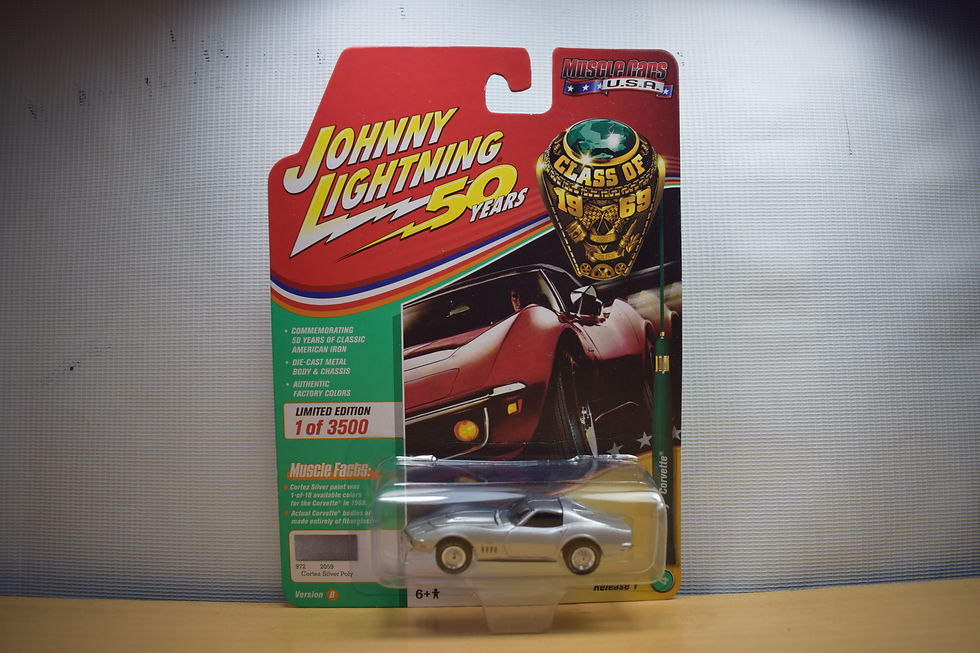 Muscle Cars
U.S.A.
JOHNNY
LIGHTNING®
50
YEARS
CLASS OF
19 69
• COMMEMORATING
50 YEARS OF CLASSIC
AMERICAN IRON
• DIE-CAST METAL
BODY & CHASSIS
• AUTHENTIC
FACTORY COLORS
LIMITED EDITION
1 of 3500
Muscle Facts:
Cortez Silver paint was
1-of-10 available colors
for the Corvette® in 1969.
Actual Corvette® bodies
made entirely of fiberglass
Corvette®
972 2059
Cortez Silver Poly
Version B
6+
Release 1
4